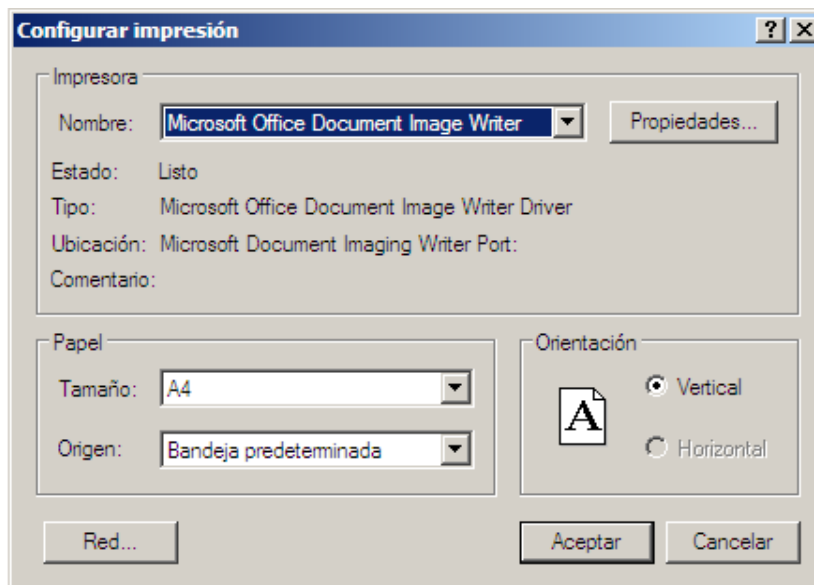 Configurar impresión
Impresora
Nombre: Microsoft Office Document Image Writer Propiedades...
Estado: Listo
Tipo: Microsoft Office Document Image Writer Driver
Ubicación: Microsoft Document Imaging Writer Port:
Comentario:
Papel
Tamaño: A4
Origen: Bandeja predeterminada
Orientación
A
Vertical
Horizontal
Red... Aceptar Cancelar